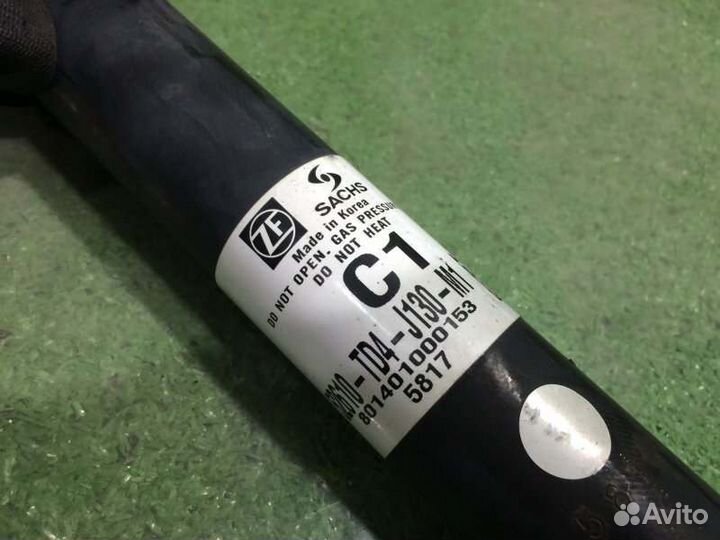 ZF
SACHS
Made in Korea
DO NOT OPEN- GAS PRESSURE
DO NOT HEAT
C1
-TD4-J130-M1
801401000153
5817
Avito